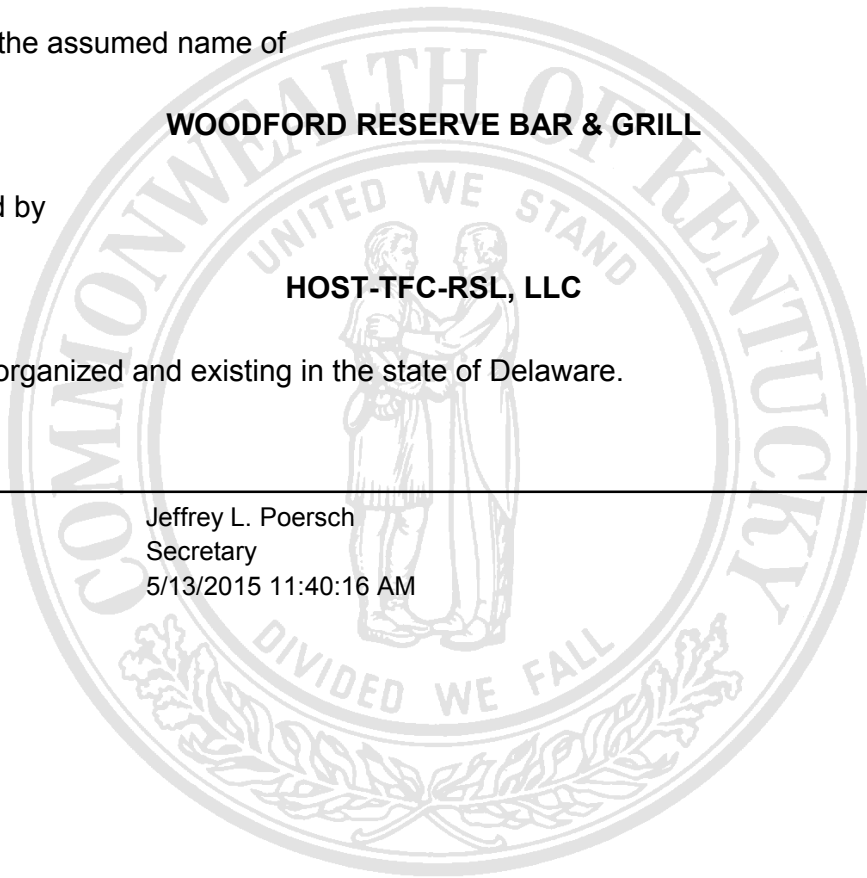 the assumed name of
WOODFORD RESERVE BAR & GRILL
d by
HOST-TFC-RSL, LLC
organized and existing in the state of Delaware.
Jeffrey L. Poersch
Secretary
5/13/2015 11:40:16 AM
COMMONWEALTH OF KENTUCKY
UNITED WE STAND
DIVIDED WE FALL